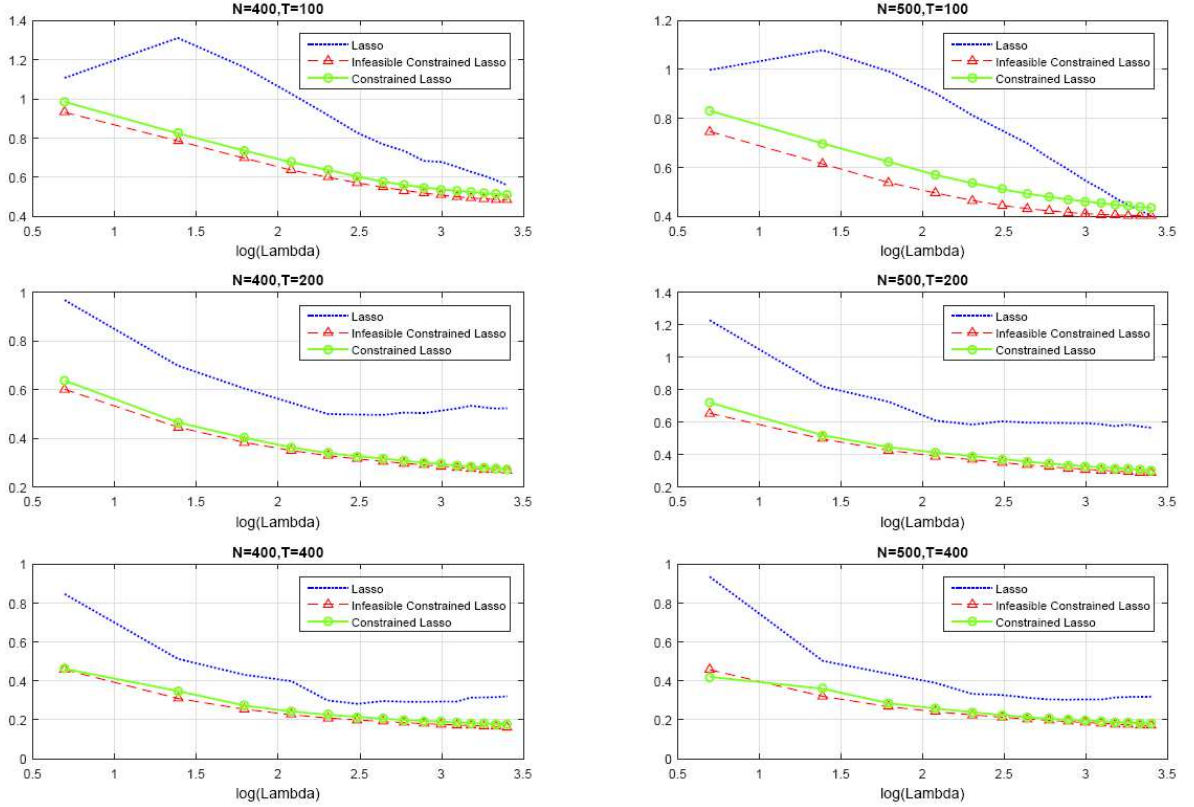 N=400,T=100
1.4
1.2
1
0.8
0.6
0.4
0.5 1 1.5 2 2.5 3 3.5
log(Lambda)
Lasso
Infeasible Constrained Lasso
Constrained Lasso
N=500,T=100
1.2
1
0.8
0.6
0.4
0.5 1 1.5 2 2.5 3 3.5
log(Lambda)
Lasso
Infeasible Constrained Lasso
Constrained Lasso
N=400,T=200
1
0.8
0.6
0.4
0.2
0.5 1 1.5 2 2.5 3 3.5
log(Lambda)
Lasso
Infeasible Constrained Lasso
Constrained Lasso
N=500,T=200
1.4
1.2
1
0.8
0.6
0.4
0.2
0.5 1 1.5 2 2.5 3 3.5
log(Lambda)
Lasso
Infeasible Constrained Lasso
Constrained Lasso
N=400,T=400
1
0.8
0.6
0.4
0.2
0
0.5 1 1.5 2 2.5 3 3.5
log(Lambda)
Lasso
Infeasible Constrained Lasso
Constrained Lasso
N=500,T=400
1
0.8
0.6
0.4
0.2
0
0.5 1 1.5 2 2.5 3 3.5
log(Lambda)
Lasso
Infeasible Constrained Lasso
Constrained Lasso